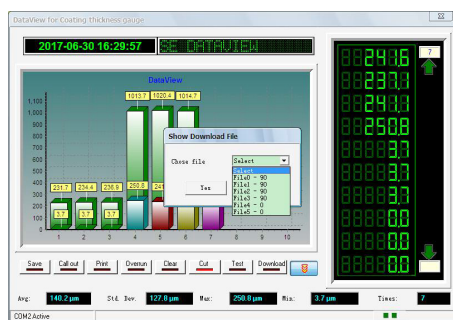 DataView for Coating thickness gauge
2017-06-30 16:29:57
SE DATAVIEW
DataView
1,100
1,000
900
800
700
600
500
400
300
200
100
0
1013.7 1020.4 1014.7
231.7 234.4 238.9 250.8 241
3.7 3.7 3.7
1 2 3 4 5 6 7 8 9 10
Show Download File
Chose file
Select
Select
File0 - 90
File1 - 90
File2 - 90
File3 - 90
File4 - 0
File5 - 0
Yes
241.6
237.1
241.1
250.8
3.7
3.7
3.7
0.0
0.0
0.0
7
Save Call out Print Overrun Clear Cut Test Download
Avg: 140.2 µm Std. Dev. 127.8 µm Max: 250.8 µm Min: 3.7 µm Times: 7
COM2 Active